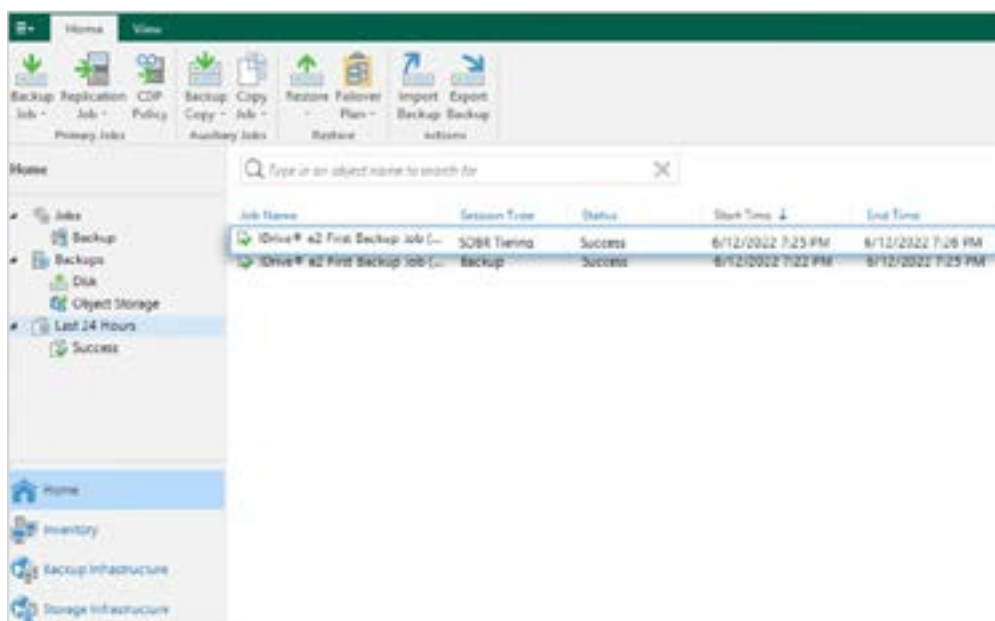 Home View
Backup Replication CDP Backup Copy Restore Failover Import Export
Job Job Policy Copy Job Plan Backup Backup
Primary Jobs Auxiliary Jobs Restore Actions
Home
Type in an object name to search for
Jobs
Backup
Backups
Disk
Object Storage
Last 24 Hours
Success
Job Name Session Type Status Start Time End Time
IDrive® e2 First Backup Job (... SOBR Tiering Success 6/12/2022 7:25 PM 6/12/2022 7:26 PM
IDrive® e2 First Backup Job (... Backup Success 6/12/2022 7:22 PM 6/12/2022 7:25 PM
Home
Inventory
Backup Infrastructure
Storage Infrastructure